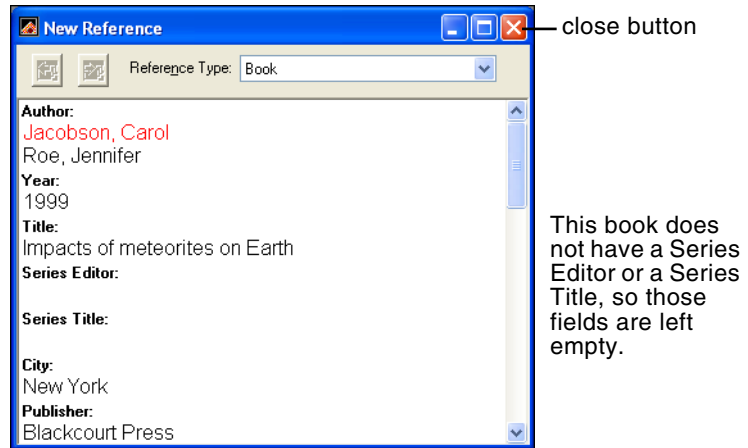 New Reference
close button
Reference Type: Book
Author:
Jacobson, Carol
Roe, Jennifer
Year:
1999
Title:
Impacts of meteorites on Earth
Series Editor:
Series Title:
City:
New York
Publisher:
Blackcourt Press
This book does
not have a Series
Editor or a Series
Title, so those
fields are left
empty.